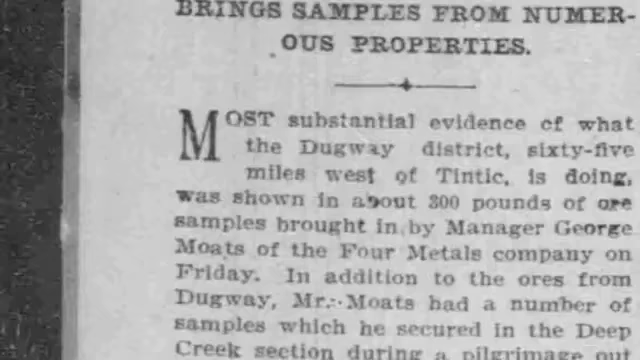 BRINGS SAMPLES FROM NUMER-
OUS PROPERTIES.
MOST substantial evidence of what
the Dugway district, sixty-five
miles west of Tintic, is doing,
was shown in about 300 pounds of ore
samples brought in by Manager George
Moats of the Four Metals company on
Friday. In addition to the ores from
Dugway, Mr. Moats had a number of
samples which he secured in the Deep
Creek section during a pilgrimage out